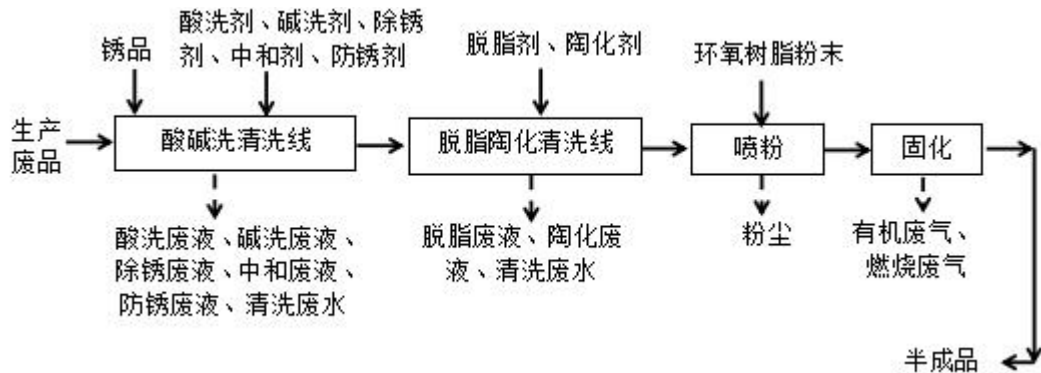 锈品
酸洗剂、碱洗剂、除锈
剂、中和剂、防锈剂
脱脂剂、陶化剂
环氧树脂粉末
生产
废品
酸碱洗清洗线
脱脂陶化清洗线
喷粉
固化
酸洗废液、碱洗废液、
除锈废液、中和废液、
防锈废液、清洗废水
脱脂废液、陶化废
液、清洗废水
粉尘
有机废气、
燃烧废气
半成品